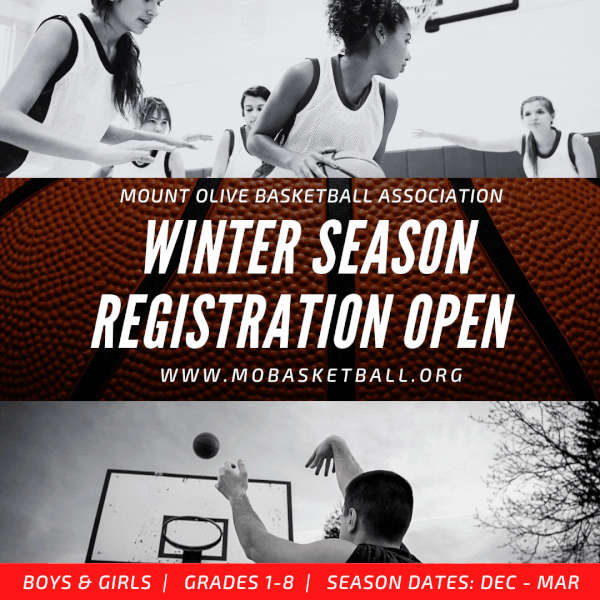 MOUNT OLIVE BASKETBALL ASSOCIATION
WINTER SEASON
REGISTRATION OPEN
WWW.MOBASKETBALL.ORG
BOYS & GIRLS | GRADES 1-8 | SEASON DATES: DEC - MAR